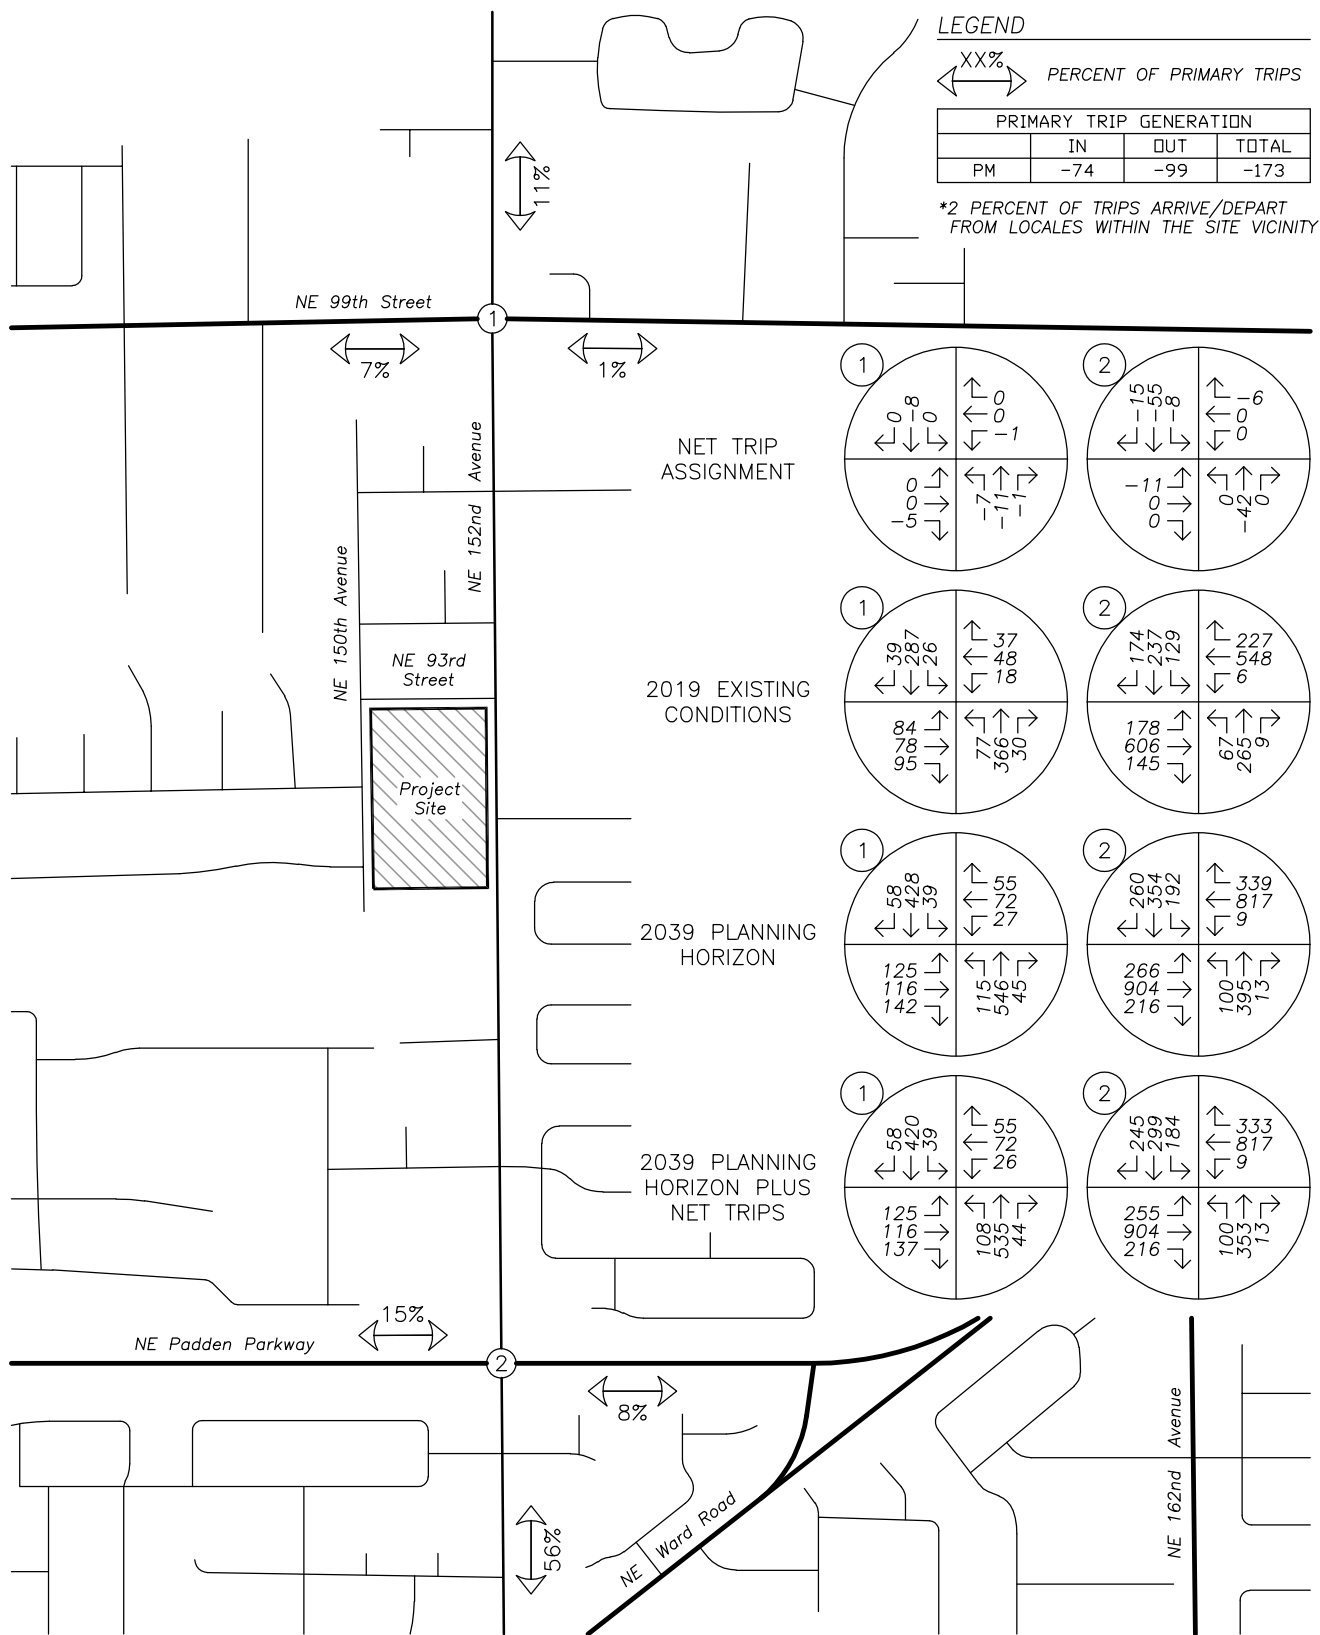 LEGEND
XX%
PERCENT OF PRIMARY TRIPS
PRIMARY TRIP GENERATION
IN OUT TOTAL
PM -74 -99 -173
*2 PERCENT OF TRIPS ARRIVE/DEPART
FROM LOCALES WITHIN THE SITE VICINITY
11%
NE 99th Street
1
7%
1%
NE 152nd Avenue
NE 150th Avenue
NE 93rd
Street
Project
Site
NET TRIP
ASSIGNMENT
1
0 -8 0
0
0
-1
0
0
-5
-7 -11 -1
2
-15 -55 -8
-6
0
0
-11
0
0
0 -42 0
2019 EXISTING
CONDITIONS
1
39 287 26
37
48
18
84
78
95
77 366 30
2
174 237 129
227
548
6
178
606
145
67 265 9
2039 PLANNING
HORIZON
1
58 428 39
55
72
27
125
116
142
115 546 45
2
260 354 192
339
817
9
266
904
216
100 395 13
2039 PLANNING
HORIZON PLUS
NET TRIPS
1
58 420 39
55
72
26
125
116
137
108 535 44
2
245 299 184
333
817
9
255
904
216
100 353 13
15%
NE Padden Parkway
2
8%
56%
NE Ward Road
NE 162nd Avenue